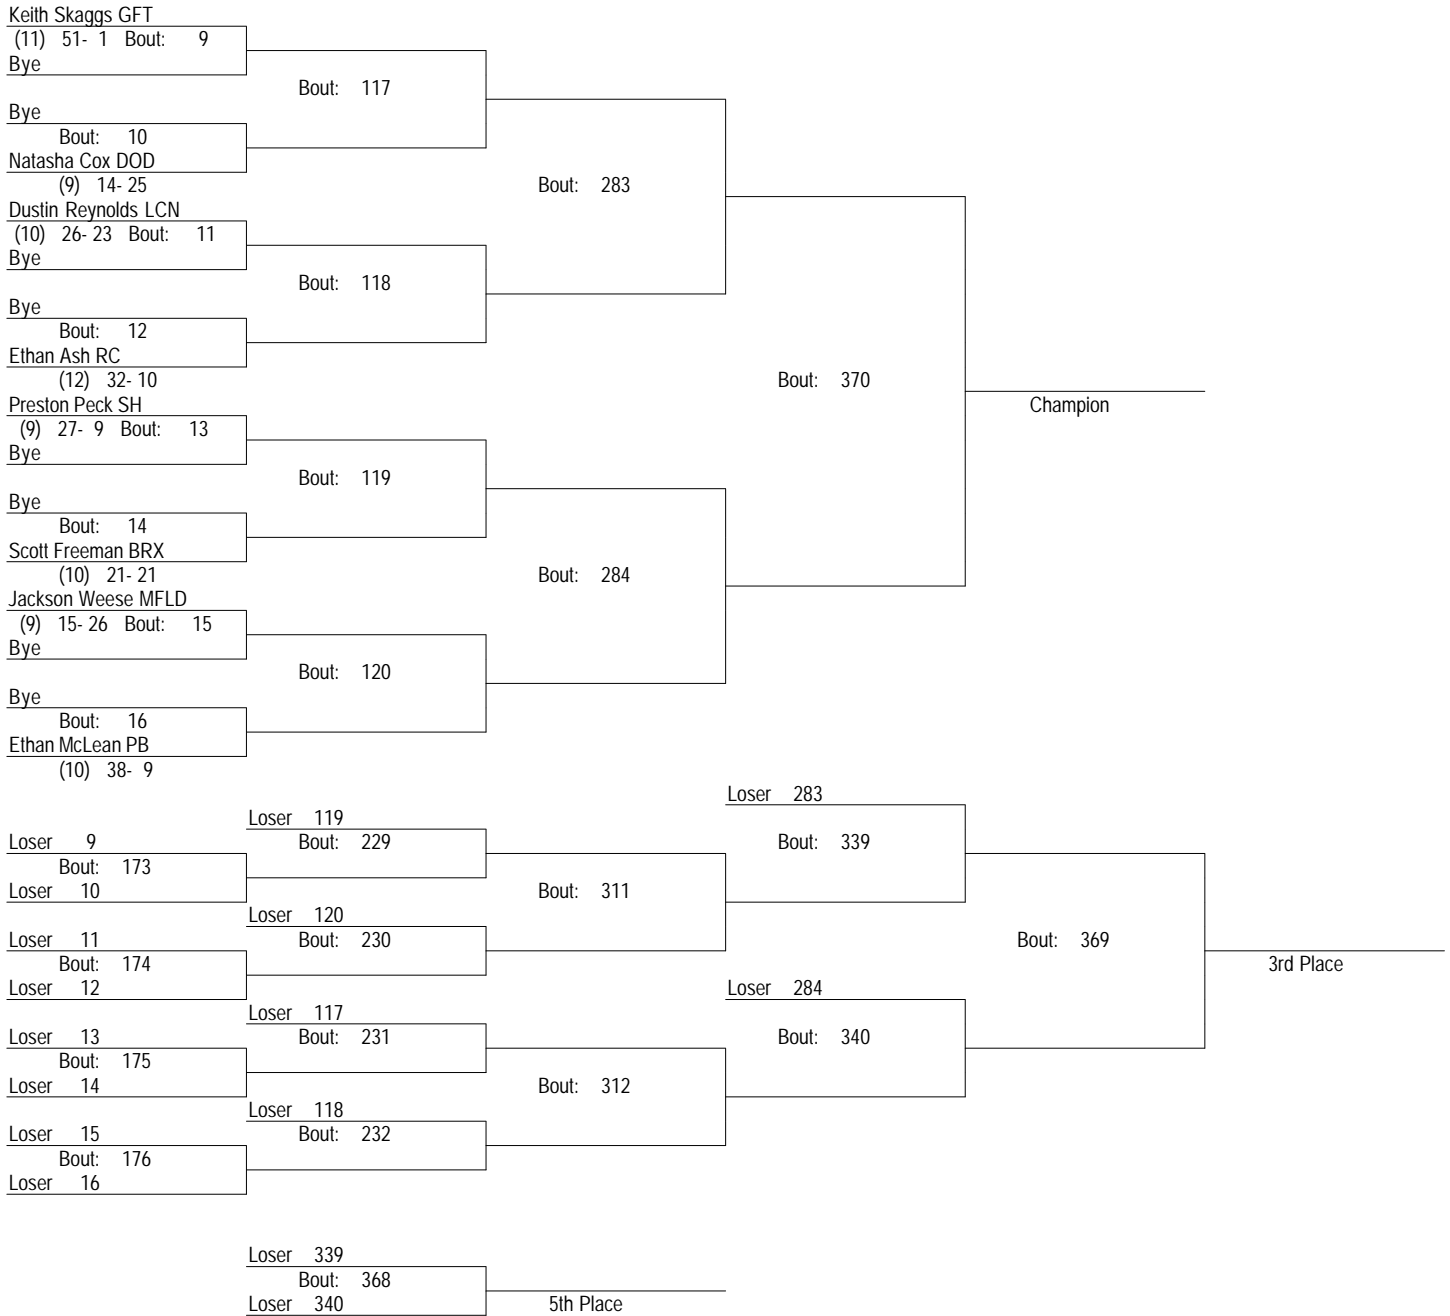 Keith Skaggs GFT
(11) 51- 1 Bout: 9
Bye
Bout: 117
Bye
Bout: 10
Natasha Cox DOD
(9) 14- 25
Bout: 283
Dustin Reynolds LCN
(10) 26- 23 Bout: 11
Bye
Bout: 118
Bye
Bout: 12
Ethan Ash RC
(12) 32- 10
Bout: 370
Champion
Preston Peck SH
(9) 27- 9 Bout: 13
Bye
Bout: 119
Bye
Bout: 14
Scott Freeman BRX
(10) 21- 21
Bout: 284
Jackson Weese MFLD
(9) 15- 26 Bout: 15
Bye
Bout: 120
Bye
Bout: 16
Ethan McLean PB
(10) 38- 9
Loser 283
Loser 119
Loser 9
Bout: 229
Bout: 339
Bout: 173
Loser 10
Bout: 311
Loser 120
Loser 11
Bout: 230
Bout: 369
Bout: 174
3rd Place
Loser 12
Loser 284
Loser 117
Loser 13
Bout: 231
Bout: 340
Bout: 175
Loser 14
Bout: 312
Loser 118
Loser 15
Bout: 232
Bout: 176
Loser 16
Loser 339
Bout: 368
Loser 340
5th Place